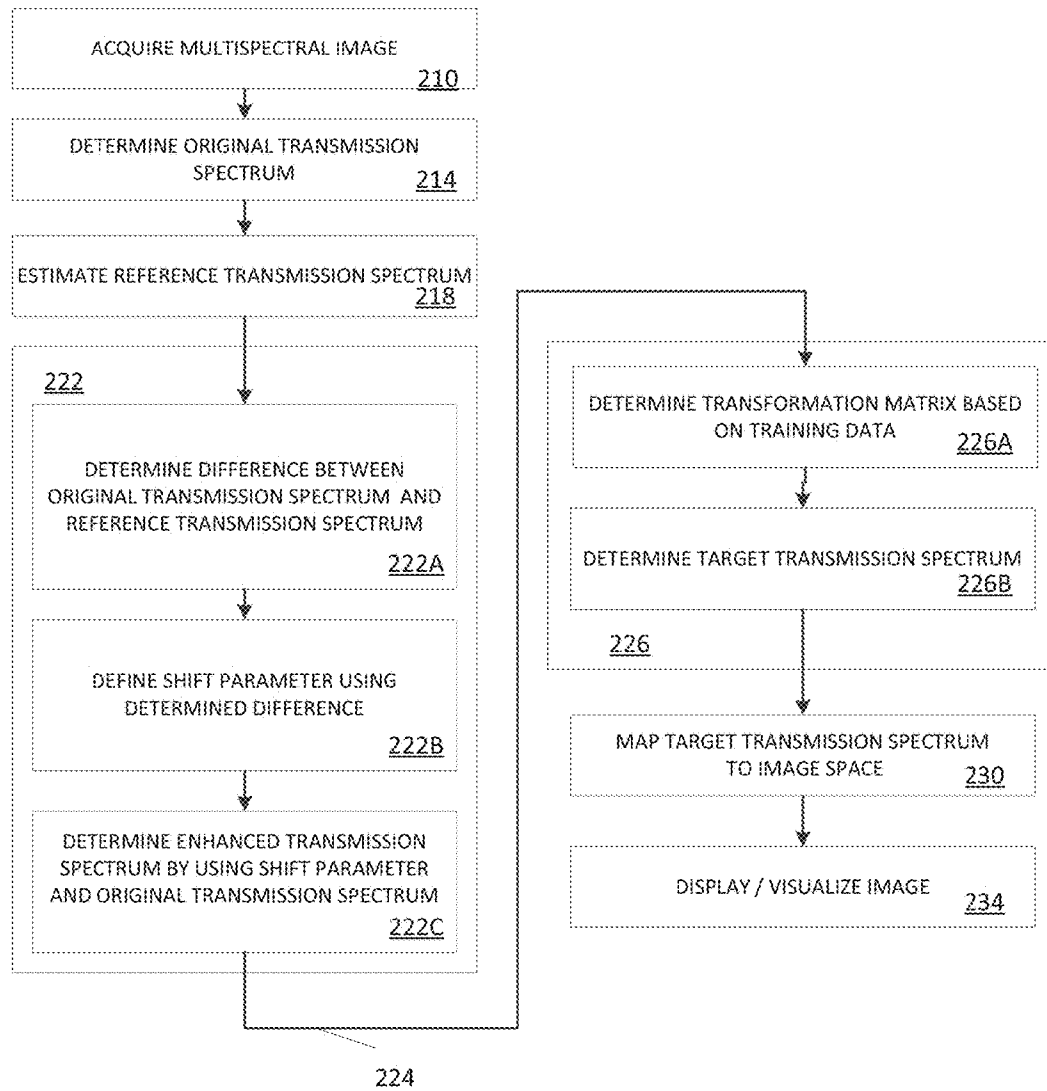 ACQUIRE MULTISPECTRAL IMAGE
210
DETERMINE ORIGINAL TRANSMISSION
SPECTRUM
214
ESTIMATE REFERENCE TRANSMISSION SPECTRUM
218
222
DETERMINE DIFFERENCE BETWEEN
ORIGINAL TRANSMISSION SPECTRUM AND
REFERENCE TRANSMISSION SPECTRUM
222A
DEFINE SHIFT PARAMETER USING
DETERMINED DIFFERENCE
222B
DETERMINE ENHANCED TRANSMISSION
SPECTRUM BY USING SHIFT PARAMETER
AND ORIGINAL TRANSMISSION SPECTRUM
222C
224
DETERMINE TRANSFORMATION MATRIX BASED
ON TRAINING DATA
226A
DETERMINE TARGET TRANSMISSION SPECTRUM
226B
226
MAP TARGET TRANSMISSION SPECTRUM
TO IMAGE SPACE
230
DISPLAY / VISUALIZE IMAGE
234